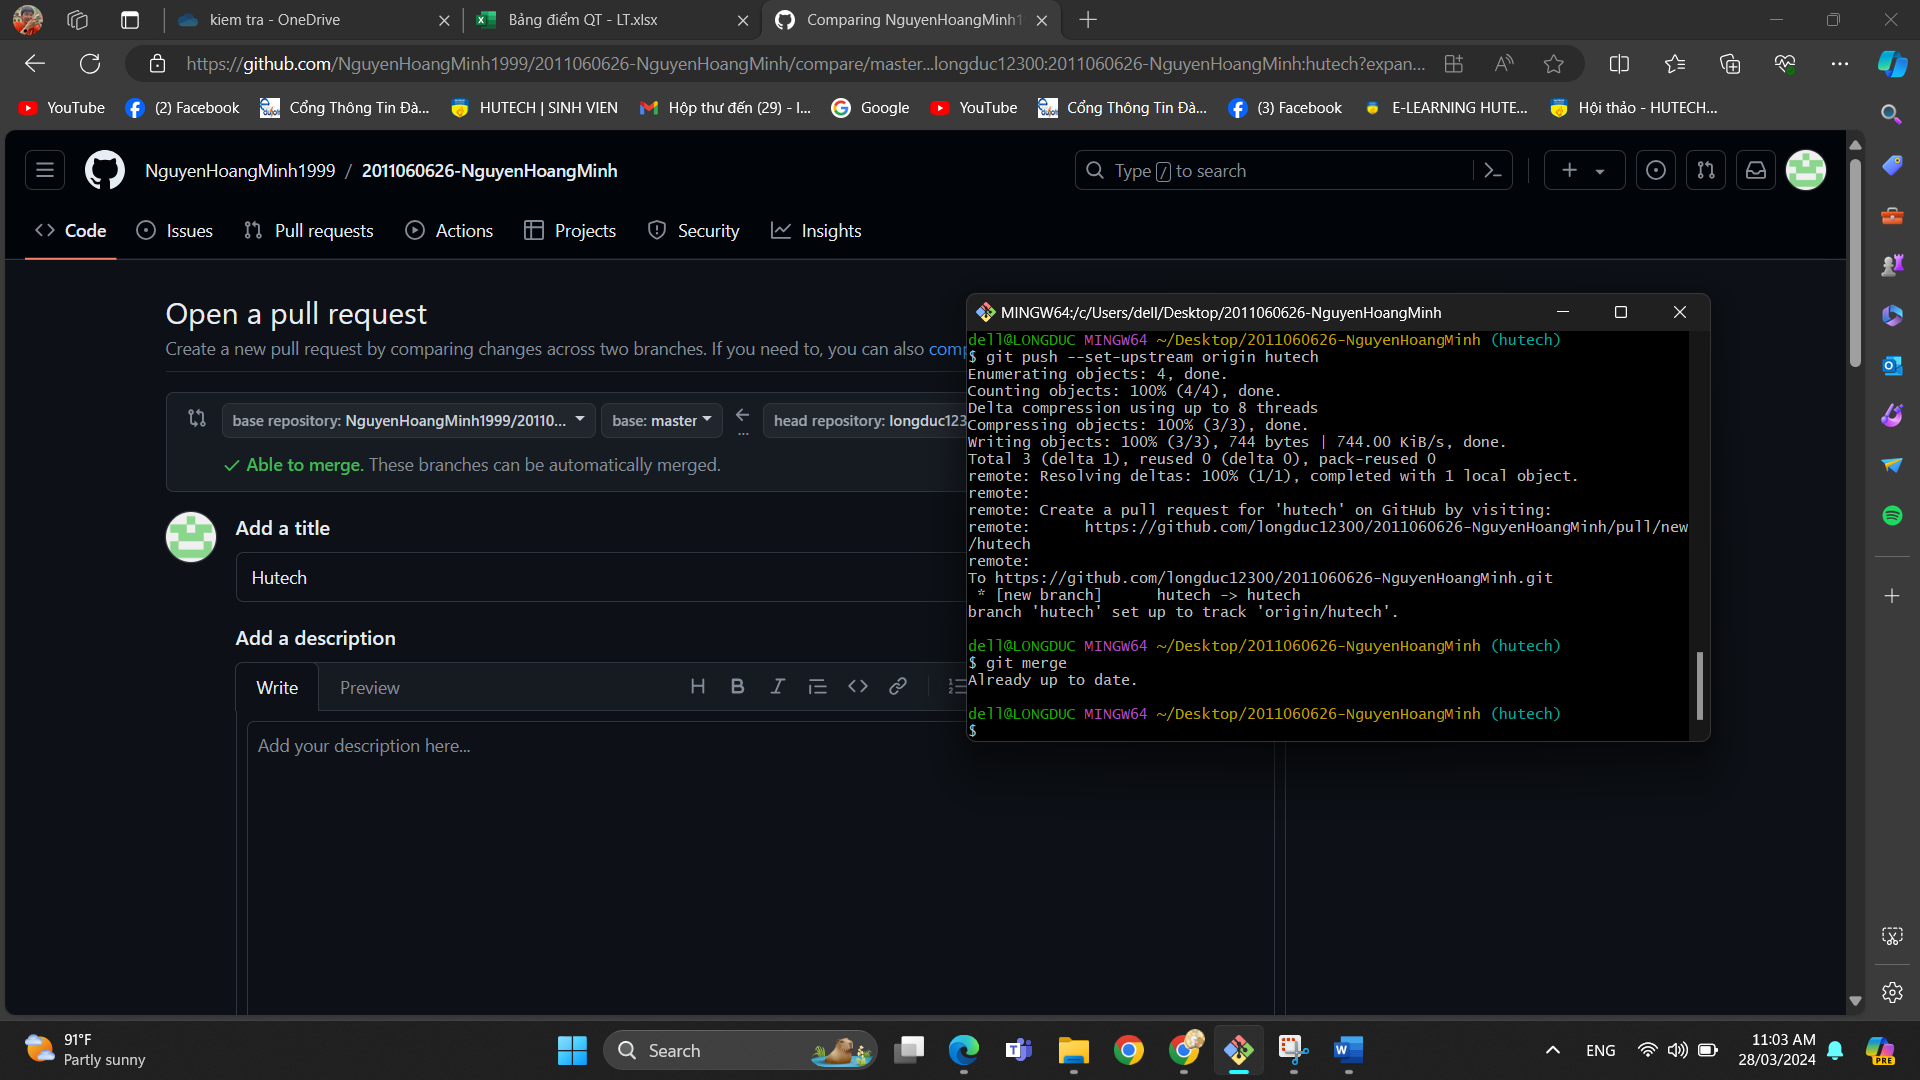 kiem tra - OneDrive
Bảng điểm QT - LT.xlsx
Comparing NguyenHoangMinh1
https://github.com/NguyenHoangMinh1999/2011060626-NguyenHoangMinh/compare/master...longduc12300:2011060626-NguyenHoangMinh:hutech?expan...
YouTube
(2) Facebook
Cổng Thông Tin Đà...
HUTECH | SINH VIEN
Hộp thư đến (29) - l...
Google
YouTube
Cổng Thông Tin Đà...
(3) Facebook
E-LEARNING HUTE...
Hội thảo - HUTECH...
NguyenHoangMinh1999 / 2011060626-NguyenHoangMinh
Type / to search
Code
Issues
Pull requests
Actions
Projects
Security
Insights
Open a pull request
Create a new pull request by comparing changes across two branches. If you need to, you can also comp
base repository: NguyenHoangMinh1999/20110...
base: master
...
head repository: longduc123
Able to merge. These branches can be automatically merged.
Add a title
Hutech
Add a description
Write
Preview
Add your description here...
MINGW64:/c/Users/dell/Desktop/2011060626-NguyenHoangMinh
dell@LONGDUC MINGW64 ~/Desktop/2011060626-NguyenHoangMinh (hutech)
$ git push --set-upstream origin hutech
Enumerating objects: 4, done.
Counting objects: 100% (4/4), done.
Delta compression using up to 8 threads
Compressing objects: 100% (3/3), done.
Writing objects: 100% (3/3), 744 bytes | 744.00 KiB/s, done.
Total 3 (delta 1), reused 0 (delta 0), pack-reused 0
remote: Resolving deltas: 100% (1/1), completed with 1 local object.
remote:
remote: Create a pull request for 'hutech' on GitHub by visiting:
remote:      https://github.com/longduc12300/2011060626-NguyenHoangMinh/pull/new
/hutech
remote:
To https://github.com/longduc12300/2011060626-NguyenHoangMinh.git
 * [new branch]      hutech -> hutech
branch 'hutech' set up to track 'origin/hutech'.
dell@LONGDUC MINGW64 ~/Desktop/2011060626-NguyenHoangMinh (hutech)
$ git merge
Already up to date.
dell@LONGDUC MINGW64 ~/Desktop/2011060626-NguyenHoangMinh (hutech)
$
91°F
Partly sunny
Search
ENG
11:03 AM
28/03/2024
PRE